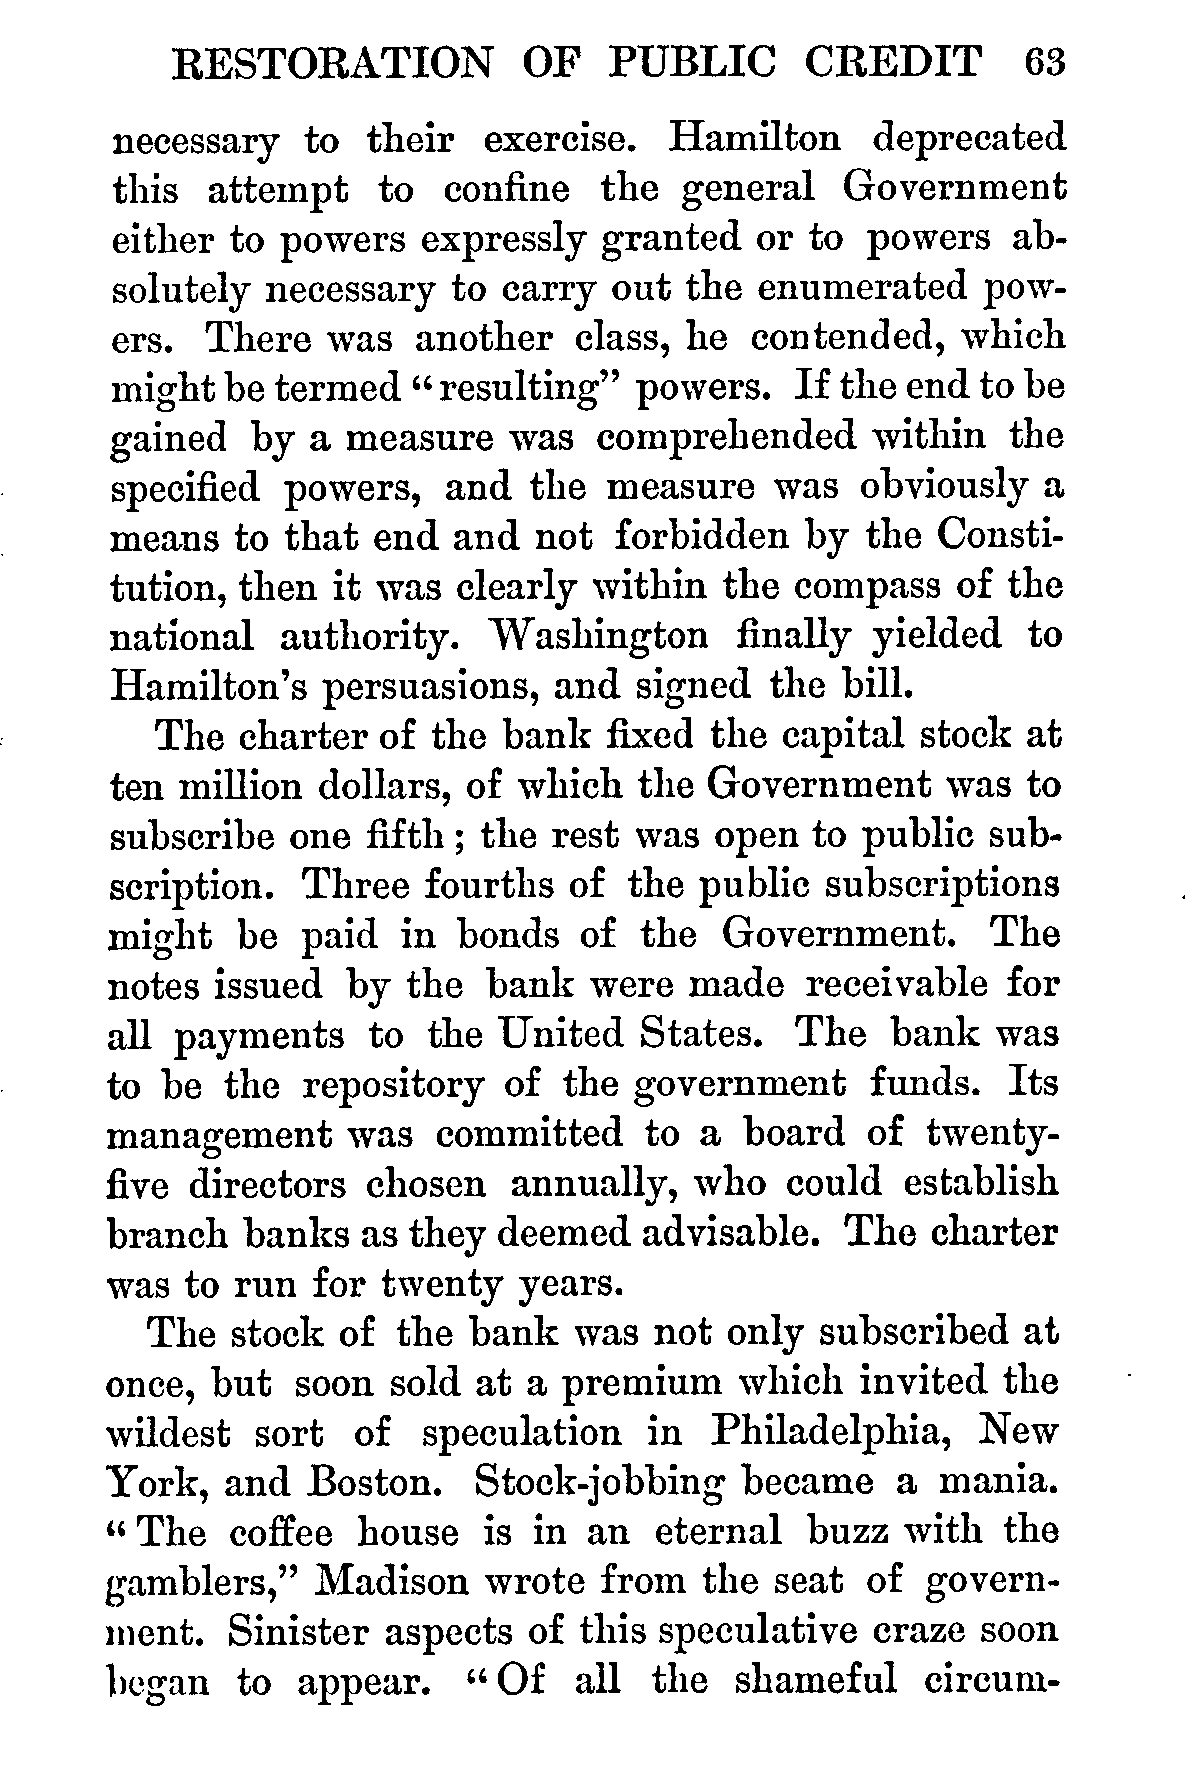 RESTORATION OF PUBLIC CREDIT 63
necessary to their exercise. Hamilton deprecated
this attempt to confine the general Government
either to powers expressly granted or to powers ab-
solutely necessary to carry out the enumerated pow-
ers. There was another class, he contended, which
might be termed “resulting” powers. If the end to be
gained by a measure was comprehended within the
specified powers, and the measure was obviously a
means to that end and not forbidden by the Consti-
tution, then it was clearly within the compass of the
national authority. Washington finally yielded to
Hamilton’s persuasions, and signed the bill.
The charter of the bank fixed the capital stock at
ten million dollars, of which the Government was to
subscribe one fifth; the rest was open to public sub-
scription. Three fourths of the public subscriptions
might be paid in bonds of the Government. The
notes issued by the bank were made receivable for
all payments to the United States. The bank was
to be the repository of the government funds. Its
management was committed to a board of twenty-
five directors chosen annually, who could establish
branch banks as they deemed advisable. The charter
was to run for twenty years.
The stock of the bank was not only subscribed at
once, but soon sold at a premium which invited the
wildest sort of speculation in Philadelphia, New
York, and Boston. Stock-jobbing became a mania.
“The coffee house is in an eternal buzz with the
gamblers,” Madison wrote from the seat of govern-
ment. Sinister aspects of this speculative craze soon
began to appear. “Of all the shameful circum-